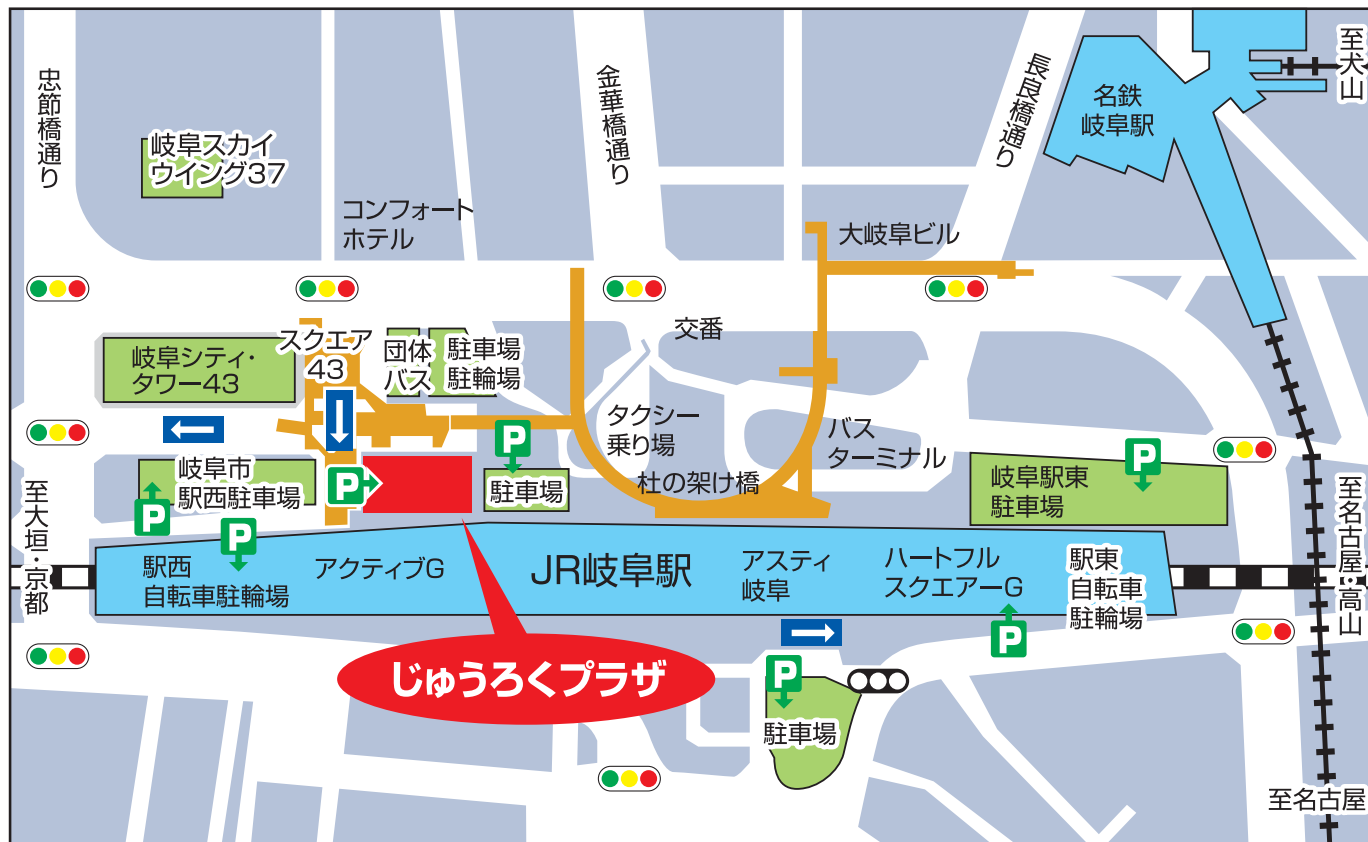 忠節橋通り
金華橋通り
長良橋通り
名鉄
岐阜駅
至犬山
岐阜スカイ
ウイング37
コンフォート
ホテル
大岐阜ビル
交番
スクエア
43
団体
バス
駐車場
駐輪場
岐阜シティ・
タワー43
タクシー
乗り場
バス
ターミナル
P
P
岐阜市
駅西駐車場
P
駐車場
杜の架け橋
岐阜駅東
駐車場
至大垣・京都
至名古屋・高山
P
P
駅西
自転車駐輪場
アクティブG
JR岐阜駅
アスティ
岐阜
ハートフル
スクエアーG
駅東
自転車
駐輪場
P
じゅうろくプラザ
P
駐車場
至名古屋